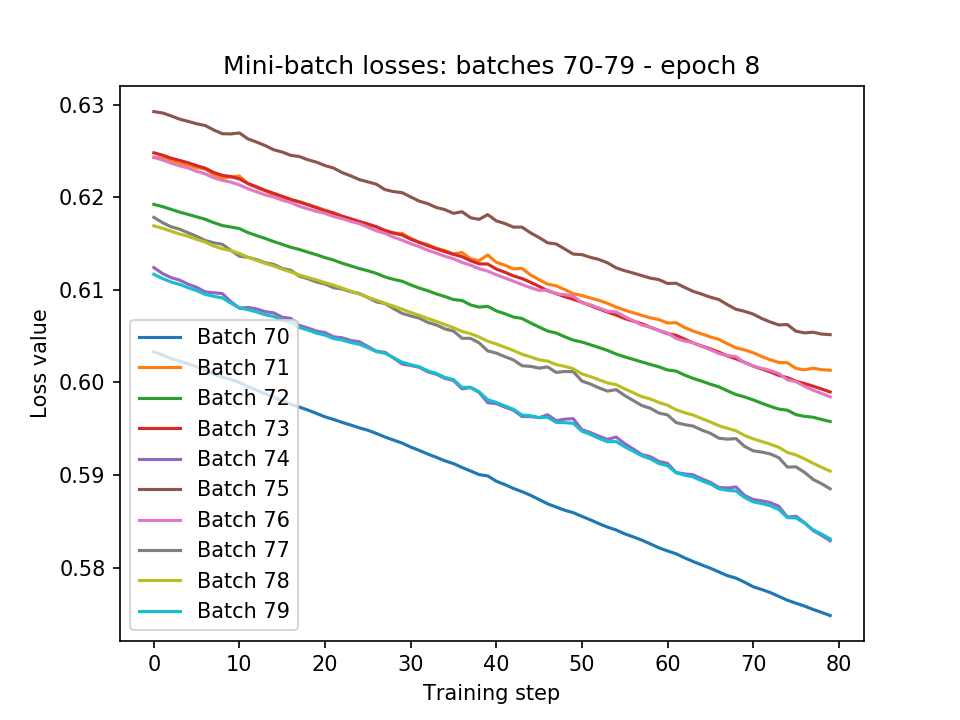 Mini-batch losses: batches 70-79 - epoch 8
Loss value
0.63
0.62
0.61
0.60
0.59
0.58
Batch 70
Batch 71
Batch 72
Batch 73
Batch 74
Batch 75
Batch 76
Batch 77
Batch 78
Batch 79
0 10 20 30 40 50 60 70 80
Training step